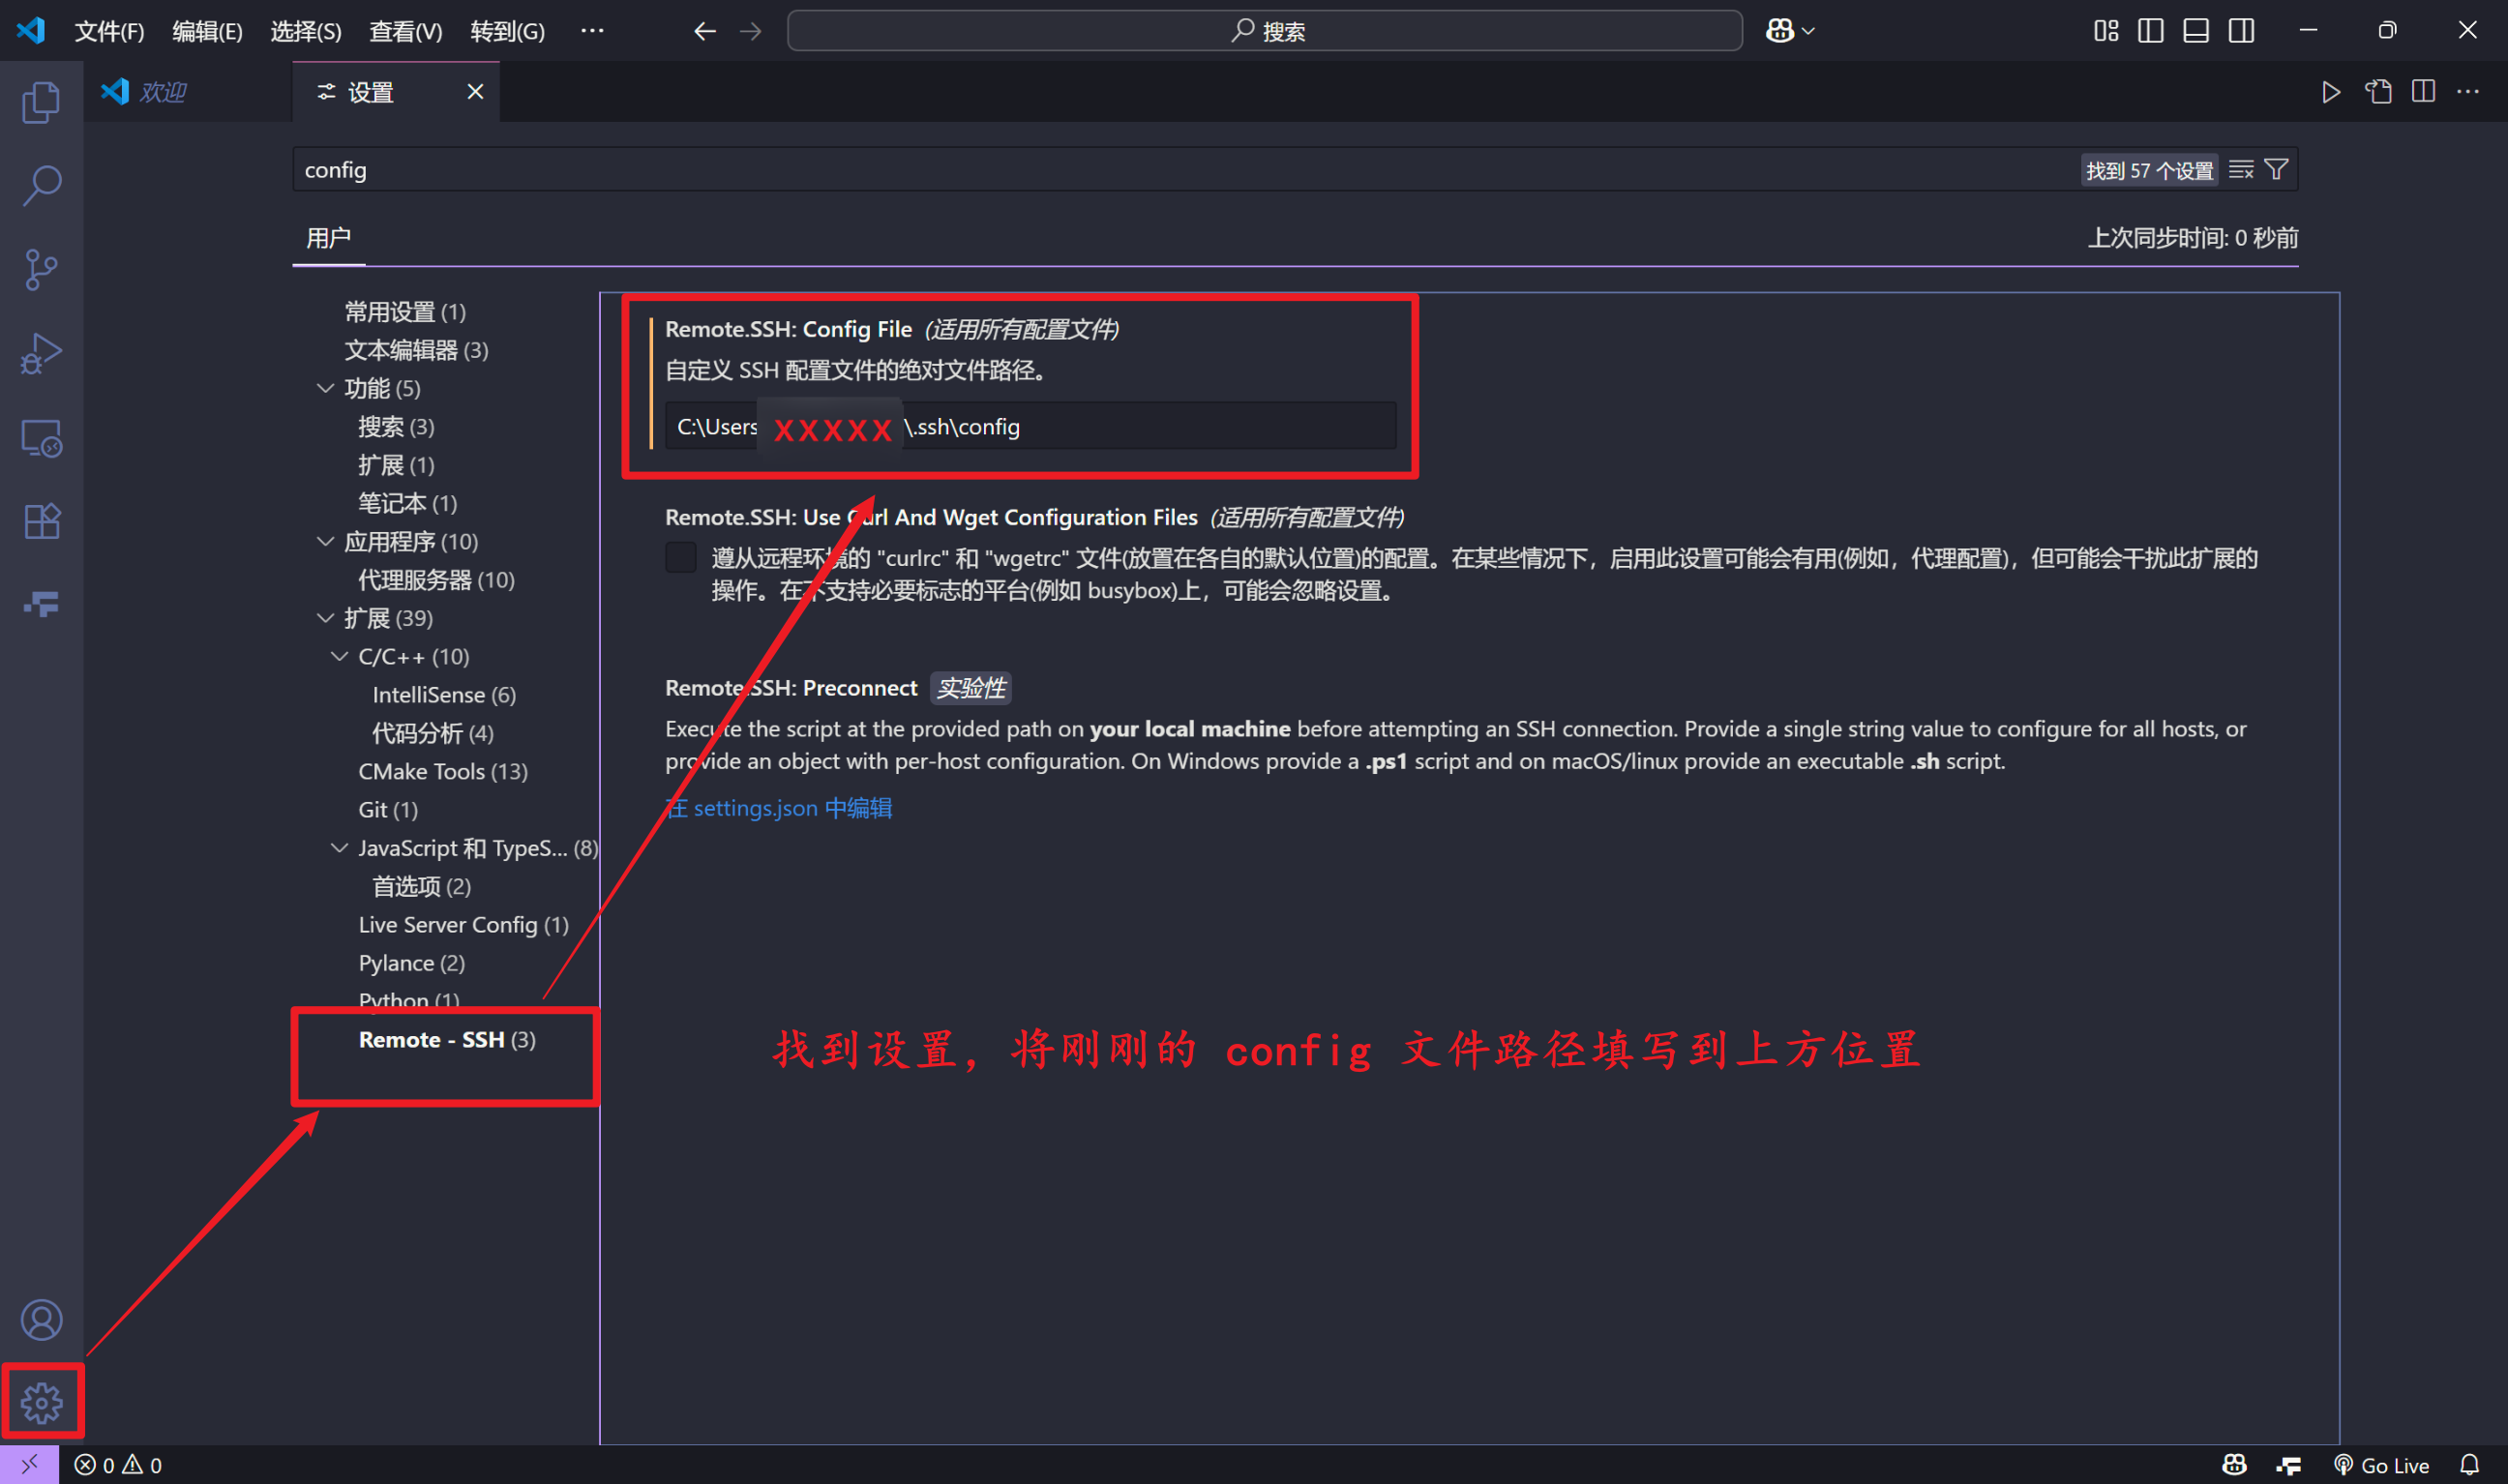 文件(F) 编辑(E) 选择(S) 查看(V) 转到(G) ··· 搜索
欢迎 设置
config 找到 57 个设置
用户 上次同步时间: 0 秒前
常用设置 (1)
文本编辑器 (3)
功能 (5)
搜索 (3)
扩展 (1)
笔记本 (1)
应用程序 (10)
代理服务器 (10)
扩展 (39)
C/C++ (10)
IntelliSense (6)
代码分析 (4)
CMake Tools (13)
Git (1)
JavaScript 和 TypeS... (8)
首选项 (2)
Live Server Config (1)
Pylance (2)
Python (1)
Remote - SSH (3)
Remote.SSH: Config File (适用所有配置文件)
自定义 SSH 配置文件的绝对文件路径。
C:\Users XXXXX \.ssh\config
Remote.SSH: Use Curl And Wget Configuration Files (适用所有配置文件)
遵从远程环境的 "curlrc" 和 "wgetrc" 文件(放置在各自的默认位置)的配置。在某些情况下，启用此设置可能会有用(例如，代理配置)，但可能会干扰此扩展的
操作。在不支持必要标志的平台(例如 busybox)上，可能会忽略设置。
Remote.SSH: Preconnect 实验性
Execute the script at the provided path on your local machine before attempting an SSH connection. Provide a single string value to configure for all hosts, or
provide an object with per-host configuration. On Windows provide a .ps1 script and on macOS/linux provide an executable .sh script.
在 settings.json 中编辑
找到设置，将刚刚的 config 文件路径填写到上方位置
0 0 Go Live